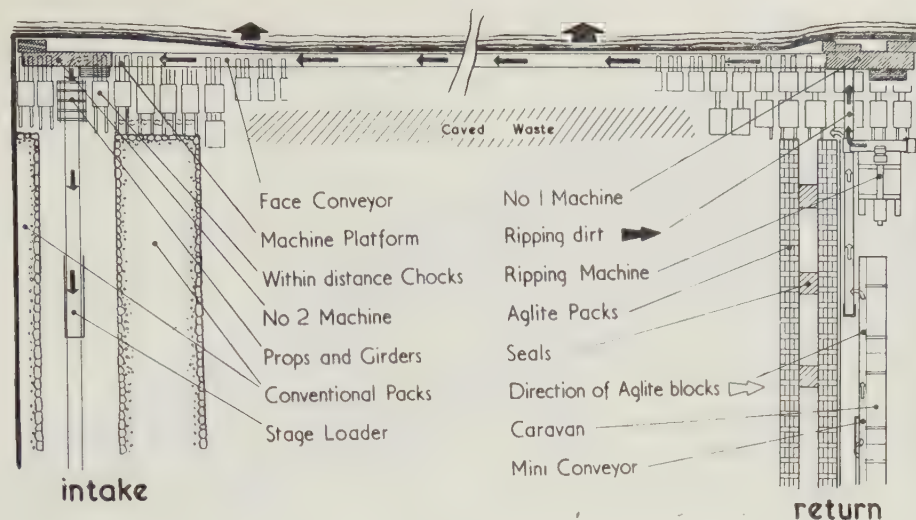 Caved Waste
Face Conveyor
Machine Platform
Within distance Chocks
No 2 Machine
Props and Girders
Conventional Packs
Stage Loader
intake
No 1 Machine
Ripping dirt
Ripping Machine
Aglite Packs
Seals
Direction of Aglite blocks
Caravan
Mini Conveyor
return